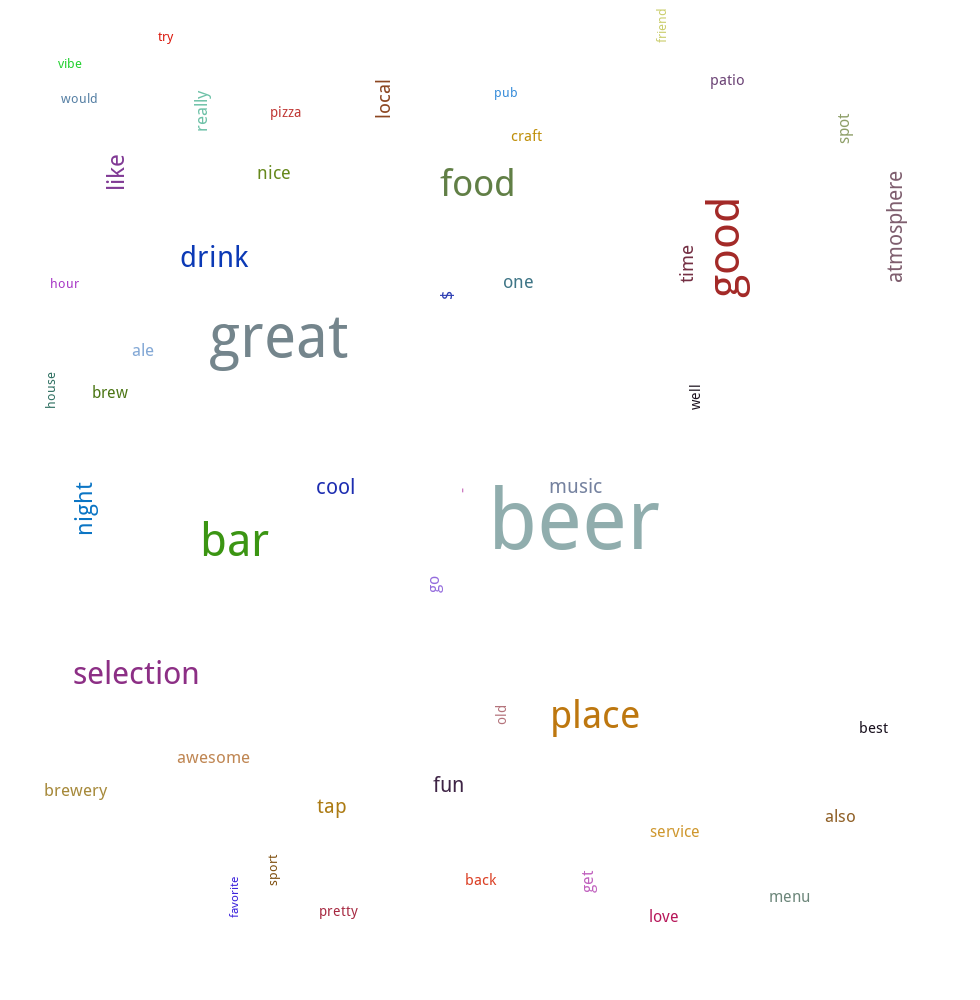 friend
try
vibe
patio
would
pub
local
really
pizza
spot
craft
like
nice
food
atmosphere
good
drink
time
hour
one
$
great
ale
house
brew
well
cool
music
night
-
beer
bar
go
selection
old
place
best
awesome
fun
brewery
tap
also
service
sport
back
get
favorite
menu
pretty
love